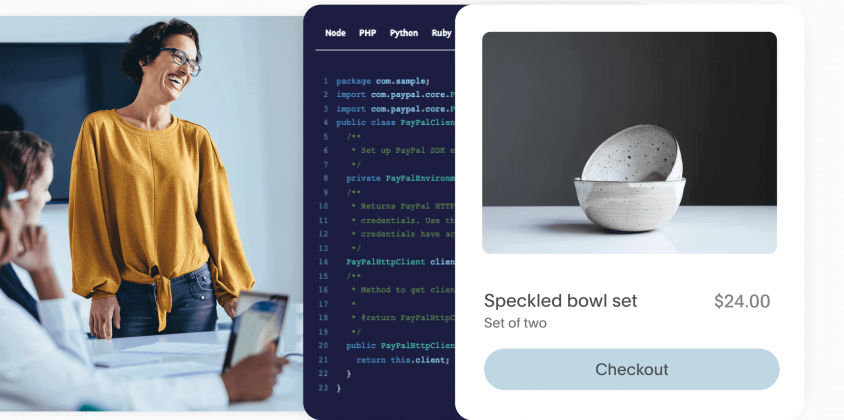 Node PHP Python Ruby
1 package com.sample;
2 import com.paypal.core.P
3 import com.paypal.core.P
4 public class PayPalClien
5 /**
6 * Set up PayPal SDK e
7 */
8 private PayPalEnvironm
9 /**
10 * Returns PayPal HTTP
11 * credentials. Use th
12 * credentials have ac
13 */
14 PayPalHttpClient clien
15 /**
16 * Method to get clien
17 *
18 * @return PayPalHttpC
19 */
20 public PayPalHttpClien
21 return this.client;
22 }
23 }
Speckled bowl set $24.00
Set of two
Checkout